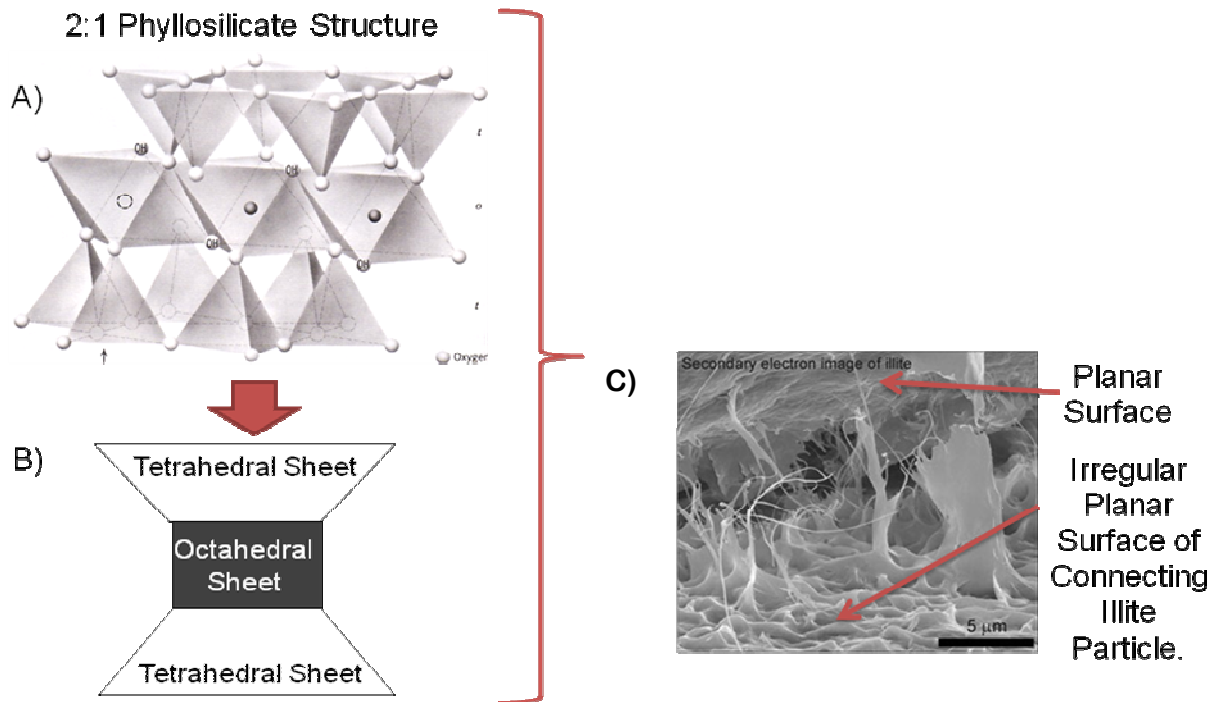 2:1 Phyllosilicate Structure
A)
t
OH
OH
o
OH
OH
t
Oxygen
B)
Tetrahedral Sheet
Octahedral
Sheet
Tetrahedral Sheet
C)
Secondary electron image of illite
5 μm
Planar
Surface
Irregular
Planar
Surface of
Connecting
Illite
Particle.